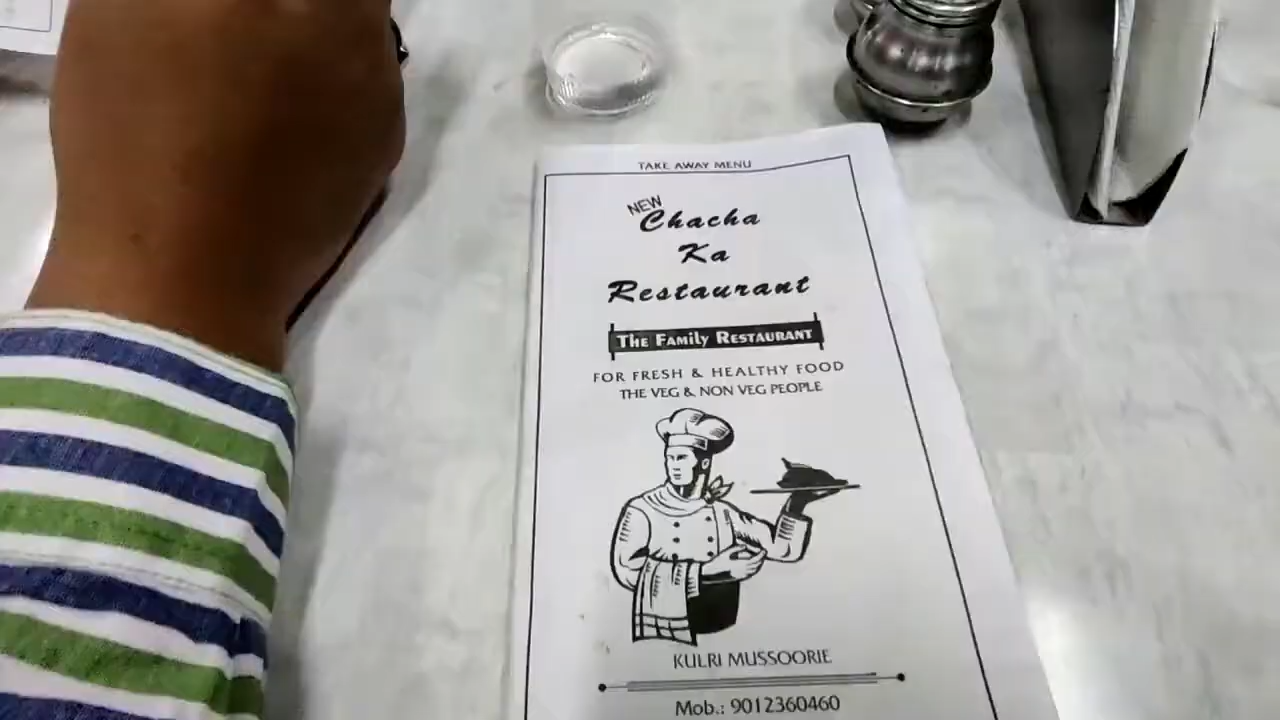 TAKE AWAY MENU
NEW
Chacha
Ka
Restaurant
THE FAMILY RESTAURANT
FOR FRESH & HEALTHY FOOD
THE VEG & NON VEG PEOPLE
KULRI MUSSOORIE
Mob.: 9012360460